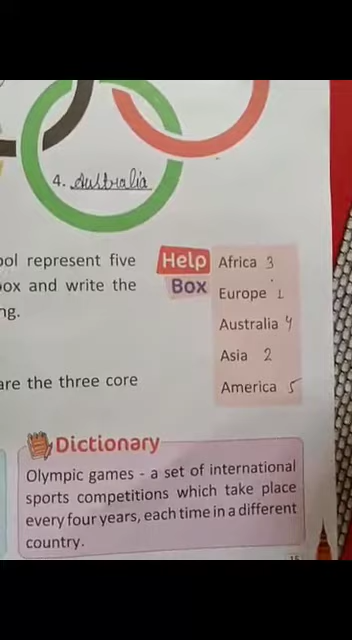 4. Australia
ool represent five
ox and write the
ng.
Help
Box
Africa 3
Europe 1
Australia 4
Asia 2
America 5
are the three core
Dictionary
Olympic games - a set of international
sports competitions which take place
every four years, each time in a different
country.